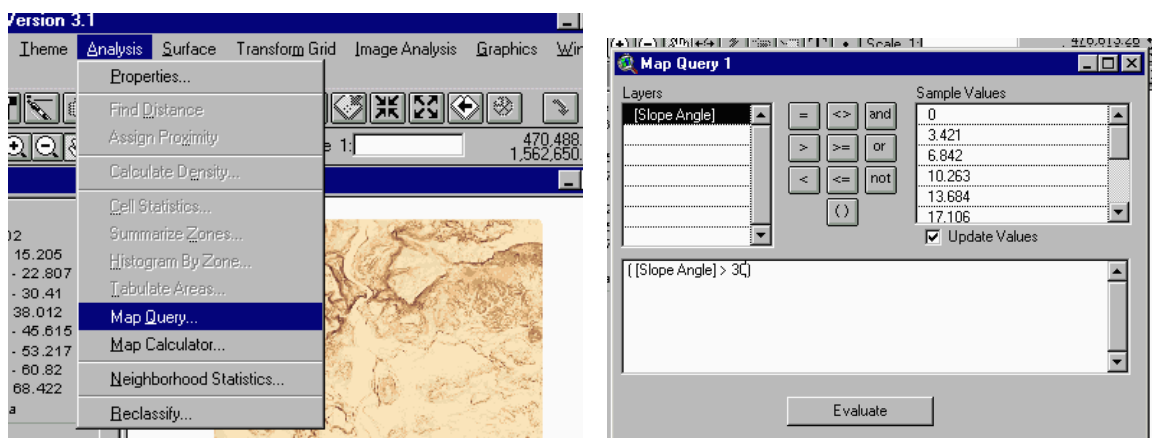 Version 3.1
Theme Analysis Surface Transform Grid Image Analysis Graphics Win
Properties...
Find Distance
Assign Proximity
Calculate Density...
Cell Statistics...
Summarize Zones...
Histogram By Zone...
Tabulate Areas...
Map Query...
Map Calculator...
Neighborhood Statistics...
Reclassify...
1:
470,488.
1,562,650.
02
15.205
- 22.807
- 30.41
38.012
- 45.615
- 53.217
- 60.82
68.422
a
Scale 1:
Map Query 1
Layers
[Slope Angle]
= <> and
> >= or
< <= not
()
Sample Values
0
3.421
6.842
10.263
13.684
17.106
Update Values
( [Slope Angle] > 30)
Evaluate